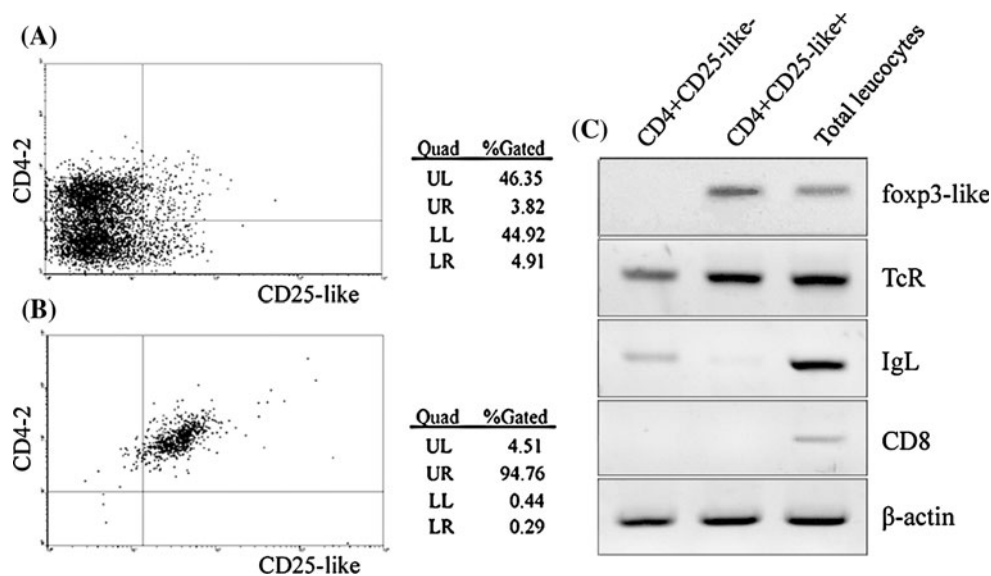 (A)
CD4-2
CD25-like
Quad %Gated
UL 46.35
UR 3.82
LL 44.92
LR 4.91
(B)
CD4-2
CD25-like
Quad %Gated
UL 4.51
UR 94.76
LL 0.44
LR 0.29
(C)
CD4+CD25-like-
CD4+CD25-like+
Total leucocytes
foxp3-like
TcR
IgL
CD8
β-actin